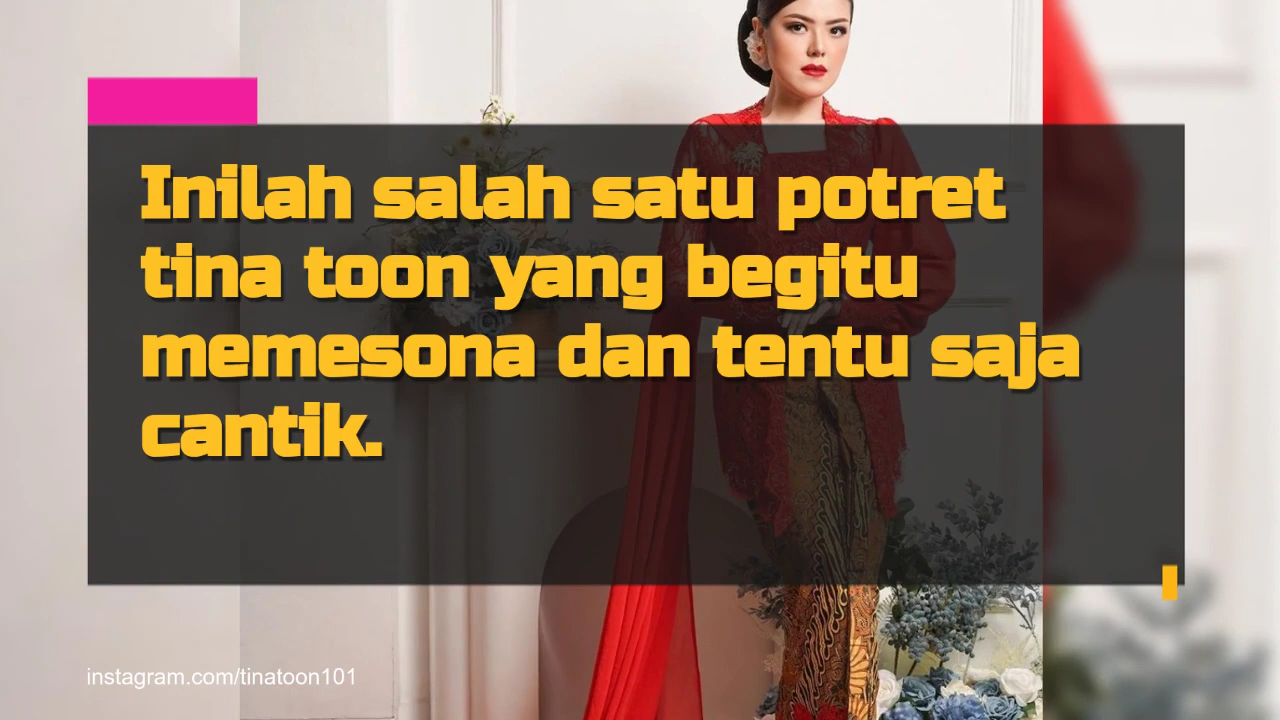 Inilah salah satu potret
tina toon yang begitu
memesona dan tentu saja
cantik.
instagram.com/tinatoon101